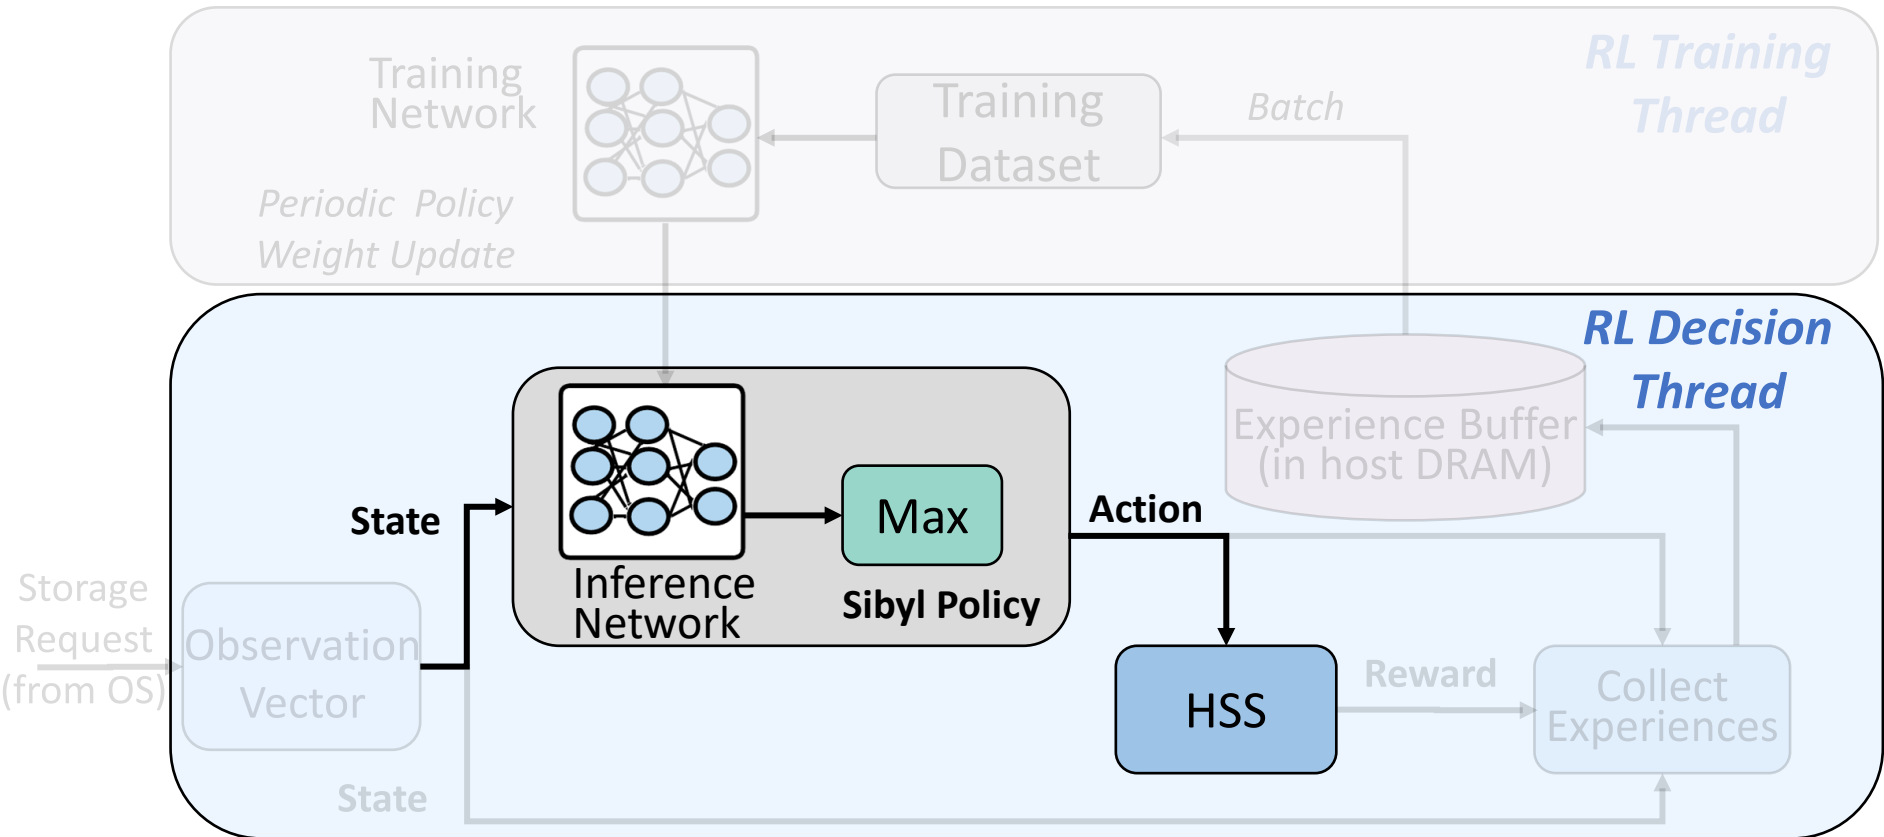 RL Training
Thread
Training
Network
Training
Dataset
Batch
Periodic Policy
Weight Update
RL Decision
Thread
Experience Buffer
(in host DRAM)
State
Max
Action
Inference
Network
Sibyl Policy
Storage
Request
(from OS)
Observation
Vector
HSS
Reward
Collect
Experiences
State